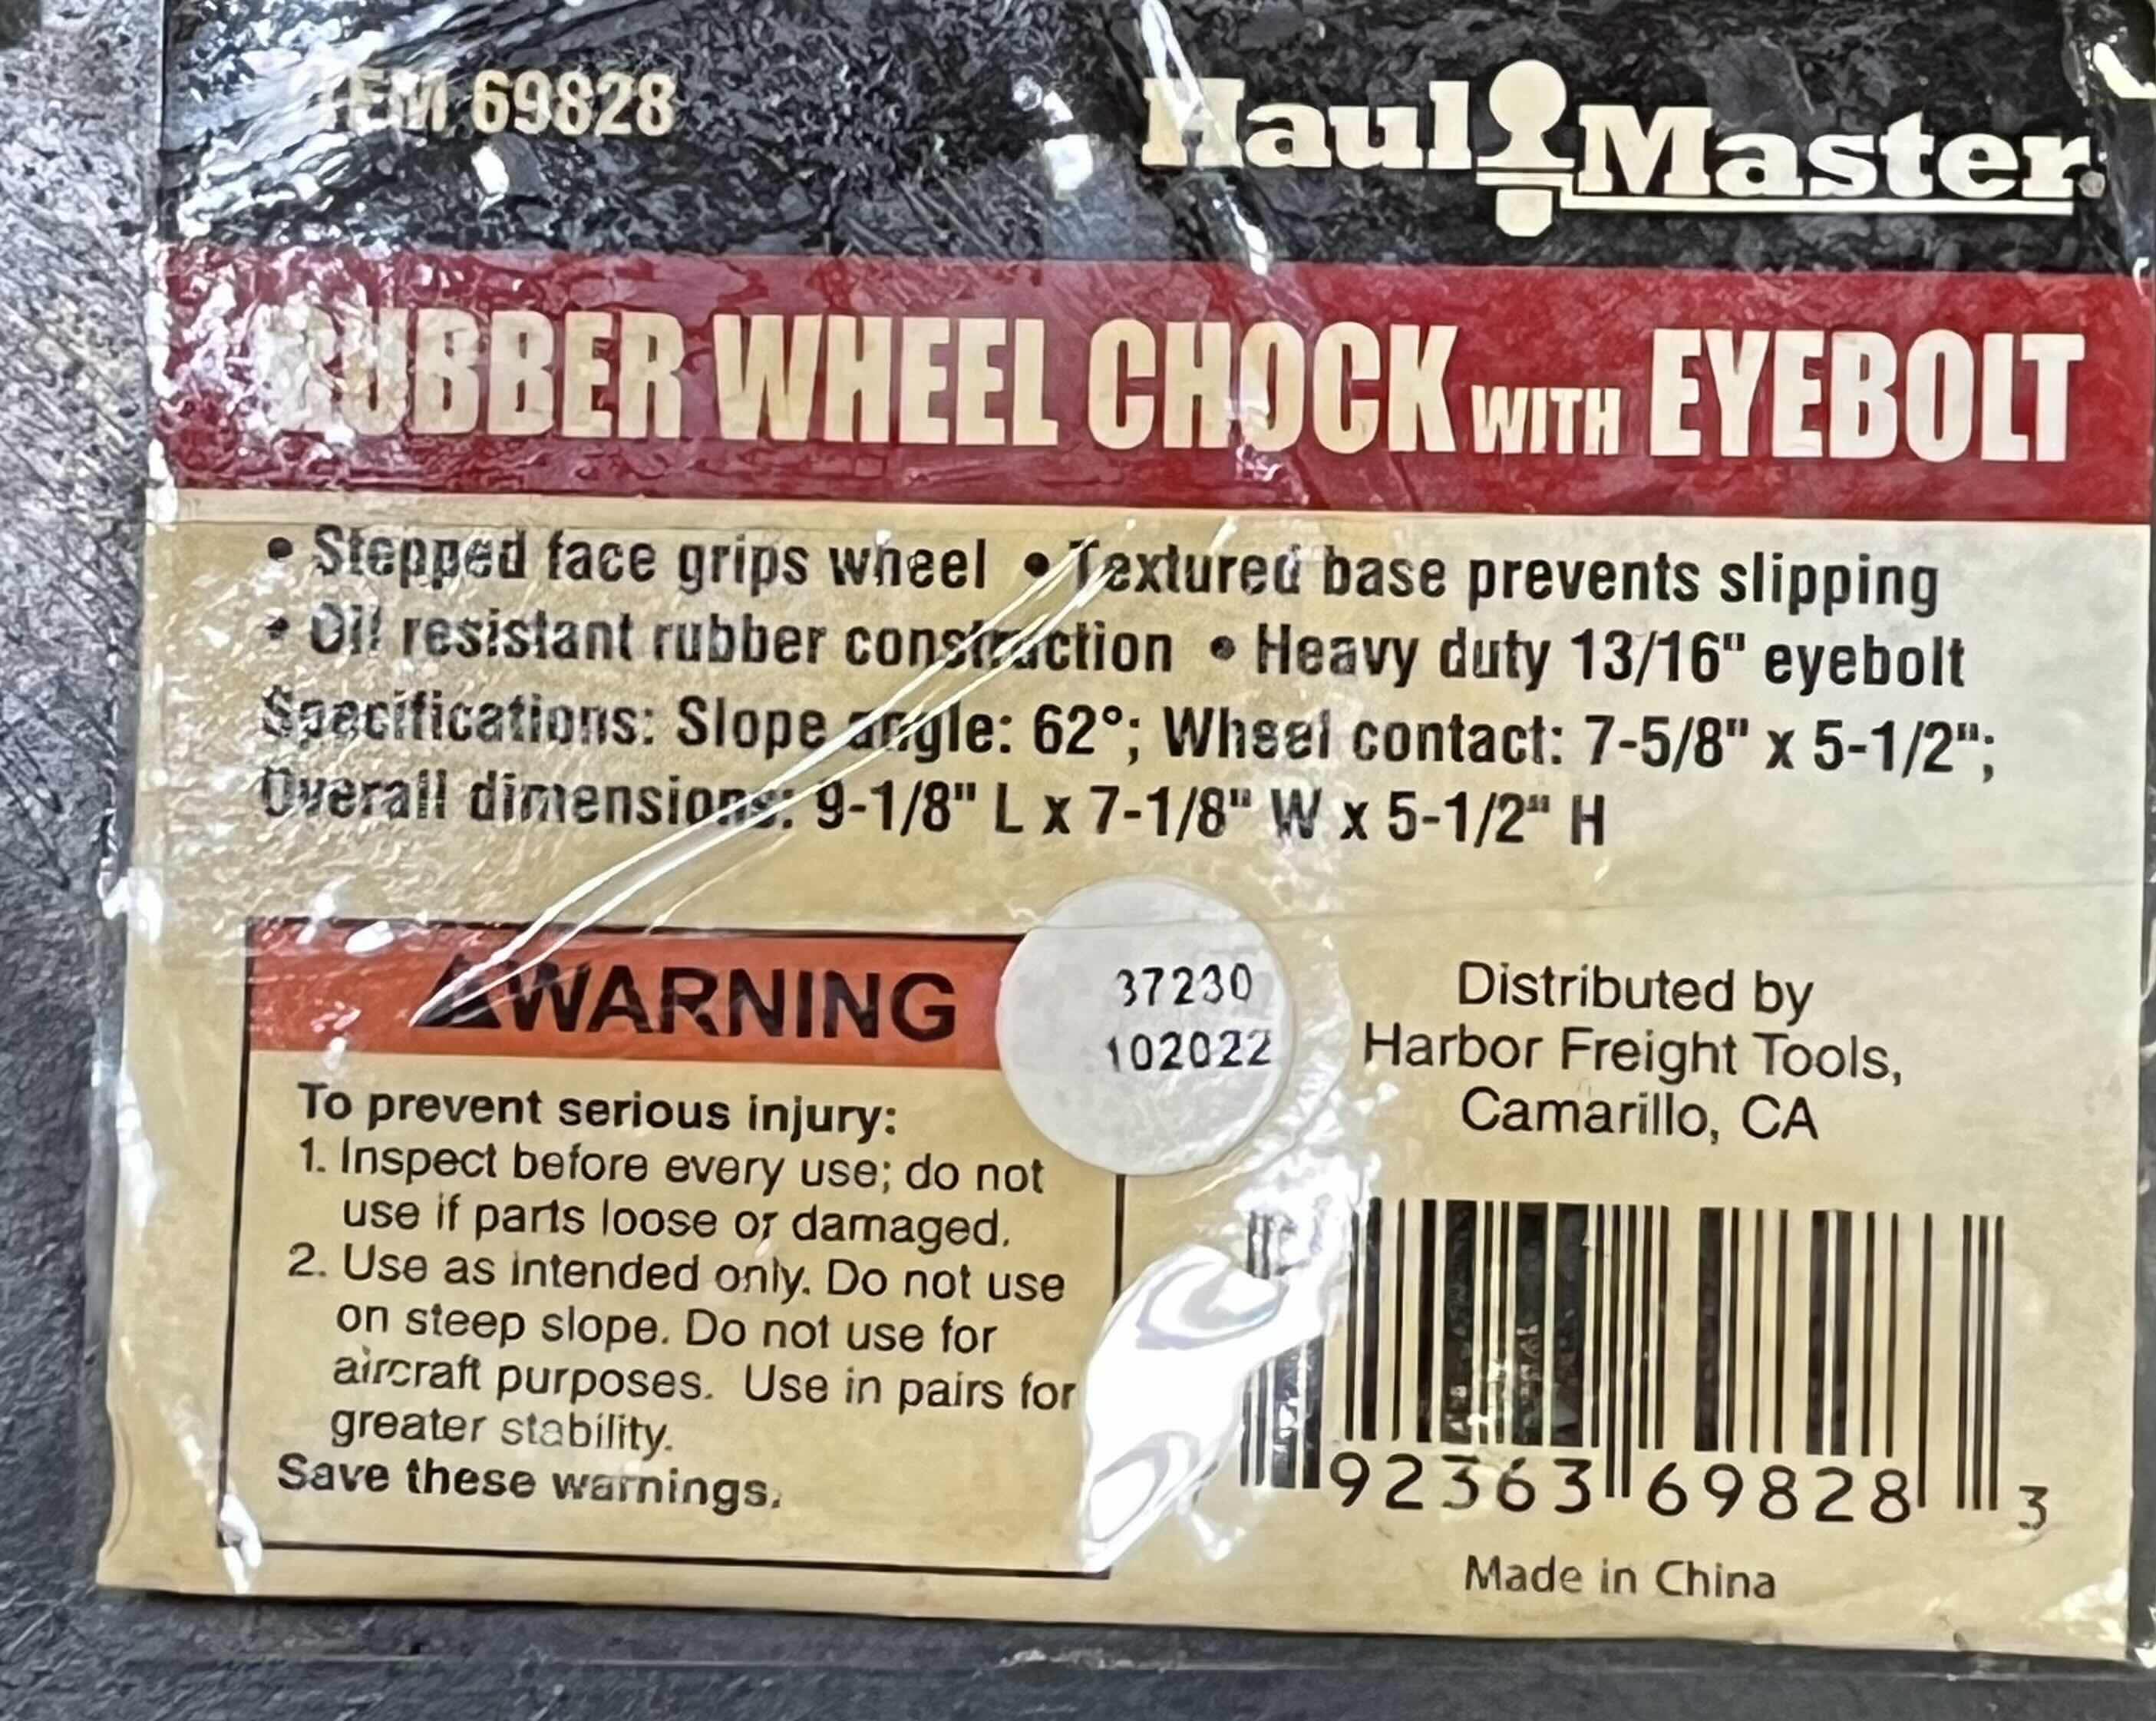 ITEM 69828
Haul Master
RUBBER WHEEL CHOCK WITH EYEBOLT
• Stepped face grips wheel • Textured base prevents slipping
• Oil resistant rubber construction • Heavy duty 13/16" eyebolt
Specifications: Slope angle: 62°; Wheel contact: 7-5/8" x 5-1/2";
Overall dimensions: 9-1/8" L x 7-1/8" W x 5-1/2" H
WARNING
To prevent serious injury:
1. Inspect before every use; do not
use if parts loose or damaged.
2. Use as intended only. Do not use
on steep slope. Do not use for
aircraft purposes. Use in pairs for
greater stability.
Save these warnings.
37230
102022
Distributed by
Harbor Freight Tools,
Camarillo, CA
92363 69828 3
Made in China